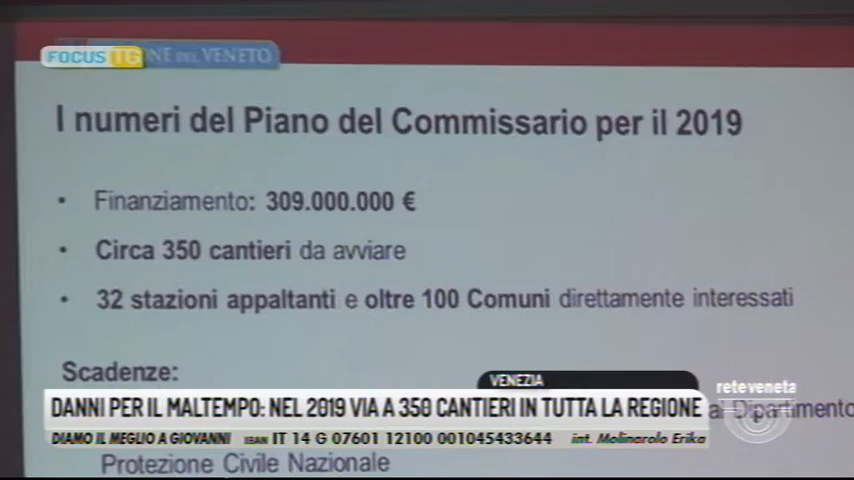 FOCUS TG
NE DEL VENETO
I numeri del Piano del Commissario per il 2019
• Finanziamento: 309.000.000 €
• Circa 350 cantieri da avviare
• 32 stazioni appaltanti e oltre 100 Comuni direttamente interessati
Scadenze:
VENEZIA
reteveneta
DANNI PER IL MALTEMPO: NEL 2019 VIA A 350 CANTIERI IN TUTTA LA REGIONE
al Dipartimento
DIAMO IL MEGLIO A GIOVANNI IBAN IT 14 G 07601 12100 001045433644 int. Molinarolo Erika
Protezione Civile Nazionale